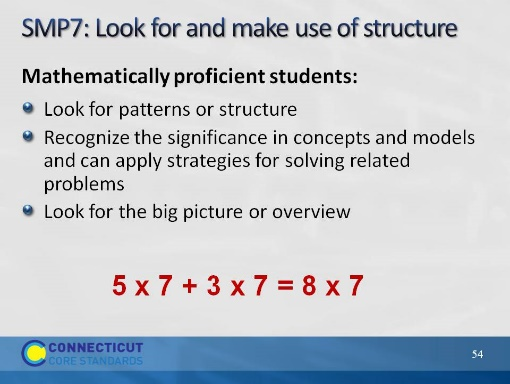 SMP7: Look for and make use of structure
Mathematically proficient students:
Look for patterns or structure
Recognize the significance in concepts and models
and can apply strategies for solving related
problems
Look for the big picture or overview
5 x 7 + 3 x 7 = 8 x 7
CONNECTICUT
CORE STANDARDS
54